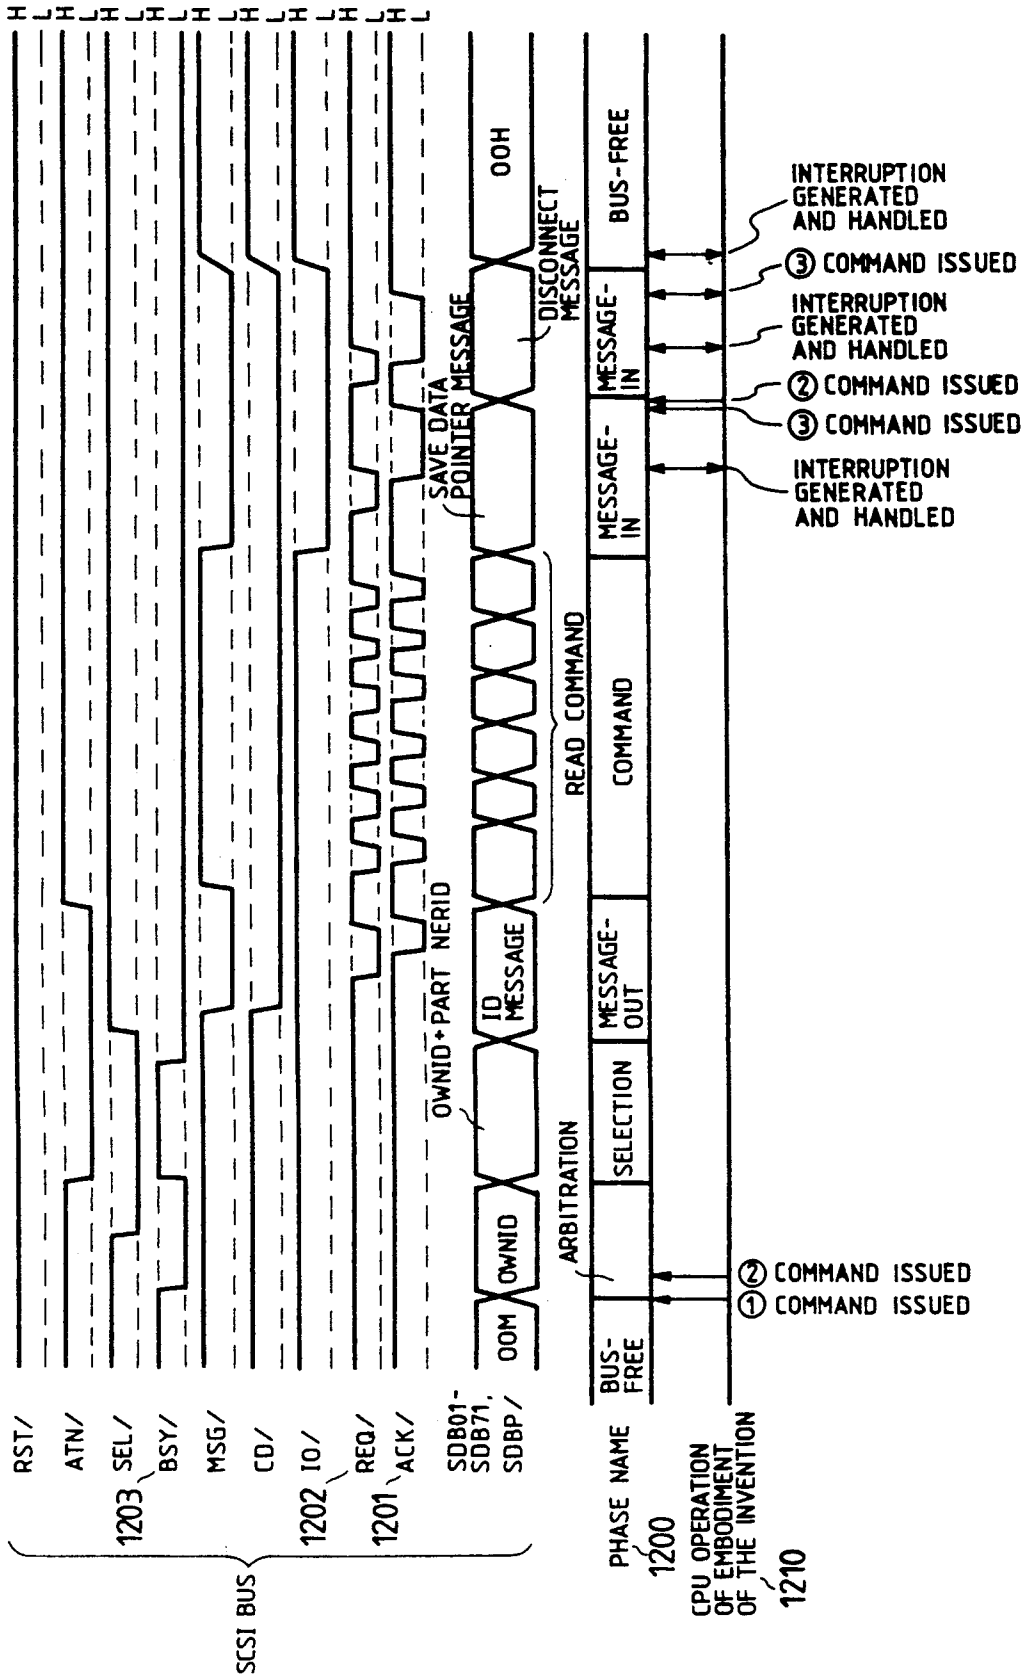 SCSI BUS
RST/
H
L
ATN/
H
L
SEL/
H
L
1203
BSY/
H
L
MSG/
H
L
CD/
H
L
IO/
H
L
1202
REQ/
H
L
1201
ACK/
H
L
SDB01-
SDB71,
SDBP/
OOM
OWNID
OWNID+PART NERID
ID
MESSAGE
READ COMMAND
SAVE DATA
POINTER MESSAGE
DISCONNECT
MESSAGE
OOH
PHASE NAME
1200
BUS-
FREE
ARBITRATION
SELECTION
MESSAGE-
OUT
COMMAND
MESSAGE-
IN
MESSAGE-
IN
BUS-FREE
CPU OPERATION
OF EMBODIMENT
OF THE INVENTION
1210
① COMMAND ISSUED
② COMMAND ISSUED
INTERRUPTION
GENERATED
AND HANDLED
③ COMMAND ISSUED
② COMMAND ISSUED
INTERRUPTION
GENERATED
AND HANDLED
③ COMMAND ISSUED
INTERRUPTION
GENERATED
AND HANDLED